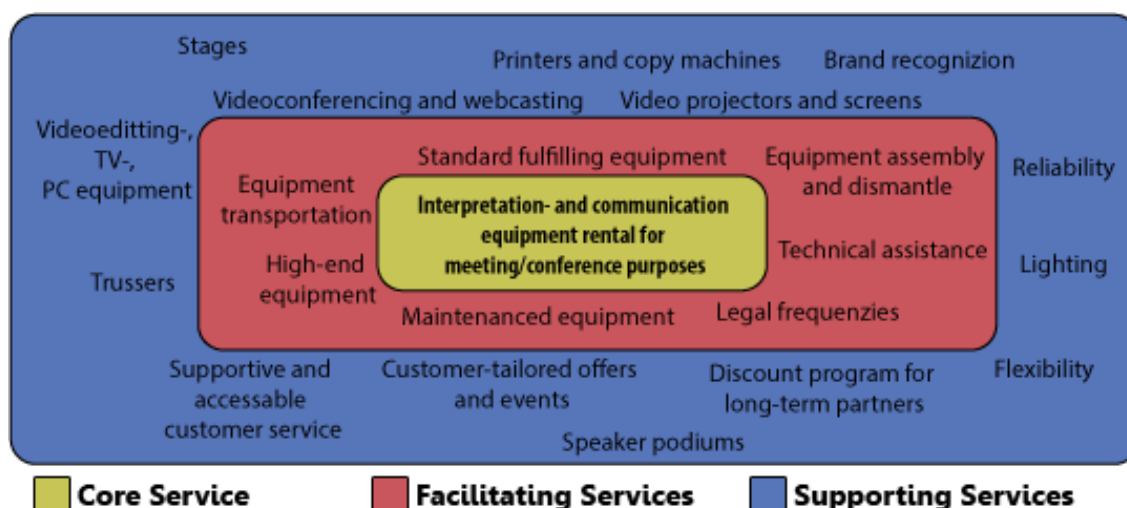 Stages
Printers and copy machines
Brand recognizion
Videoconferencing and webcasting
Video projectors and screens
Videoeditting-,
TV-,
PC equipment
Standard fulfilling equipment
Equipment assembly
and dismantle
Reliability
Equipment
transportation
Interpretation- and communication
equipment rental for
meeting/conference purposes
Technical assistance
Lighting
Trussers
High-end
equipment
Maintenanced equipment
Legal frequenzies
Supportive and
accessable
customer service
Customer-tailored offers
and events
Discount program for
long-term partners
Flexibility
Speaker podiums
Core Service
Facilitating Services
Supporting Services